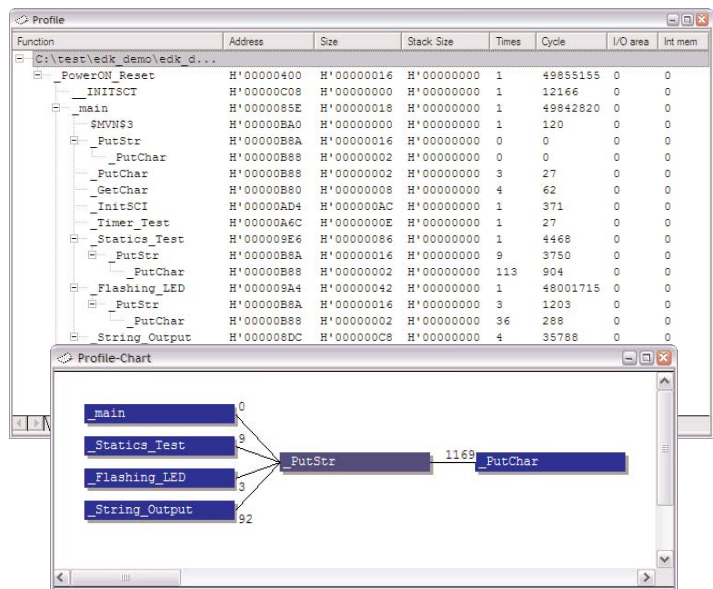 Profile
Function Address Size Stack Size Times Cycle I/O area Int mem
C:\test\edk_demo\edk_d...
_PowerON_Reset H'00000400 H'00000016 H'00000000 1 49855155 0 0
__INITSCT H'00000C08 H'00000000 H'00000000 1 12166 0 0
_main H'0000085E H'00000018 H'00000000 1 49842820 0 0
$MVN$3 H'00000BA0 H'00000000 H'00000000 1 120 0 0
_PutStr H'00000B8A H'00000016 H'00000000 0 0 0 0
_PutChar H'00000B88 H'00000002 H'00000000 0 0 0 0
_PutChar H'00000B88 H'00000002 H'00000000 3 27 0 0
_GetChar H'00000B80 H'00000008 H'00000000 4 62 0 0
_InitSCI H'00000AD4 H'000000AC H'00000000 1 371 0 0
_Timer_Test H'00000A6C H'0000000E H'00000000 1 27 0 0
_Statics_Test H'000009E6 H'00000086 H'00000000 1 4468 0 0
_PutStr H'00000B8A H'00000016 H'00000000 9 3750 0 0
_PutChar H'00000B88 H'00000002 H'00000000 113 904 0 0
_Flashing_LED H'000009A4 H'00000042 H'00000000 1 48001715 0 0
_PutStr H'00000B8A H'00000016 H'00000000 3 1203 0 0
_PutChar H'00000B88 H'00000002 H'00000000 36 288 0 0
_String_Output H'000008DC H'000000C8 H'00000000 4 35788 0 0
Profile-Chart
_main 0
_Statics_Test 9
_PutStr 1169 _PutChar
_Flashing_LED 3
_String_Output 92